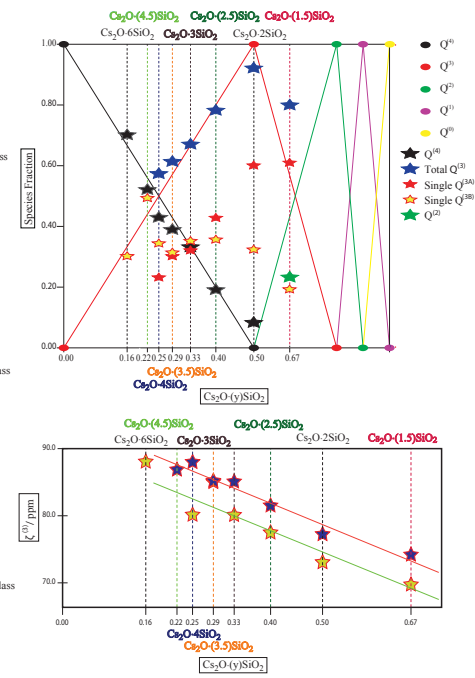 Cs2O·(4.5)SiO2 Cs2O·(2.5)SiO2 Cs2O·(1.5)SiO2
Cs2O·6SiO2 Cs2O·3SiO2 Cs2O·2SiO2
1.00
0.80
0.60
0.40
0.20
0.00
Species Fraction
Q(4)
Q(3)
Q(2)
Q(1)
Q(0)
Q(4)
Total Q(3)
Single Q(3A)
Single Q(3B)
Q(2)
ss
0.00 0.16 0.22 0.25 0.29 0.33 0.40 0.50 0.67
Cs2O·(3.5)SiO2
ass
Cs2O·4SiO2
Cs2O·(y)SiO2
Cs2O·(4.5)SiO2 Cs2O·(2.5)SiO2
Cs2O·6SiO2 Cs2O·3SiO2 Cs2O·2SiO2 Cs2O·(1.5)SiO2
90.0
80.0
70.0
ζ(3)/ ppm
lass
0.00 0.16 0.22 0.25 0.29 0.33 0.40 0.50 0.67
Cs2O·4SiO2
Cs2O·(3.5)SiO2
Cs2O·(y)SiO2